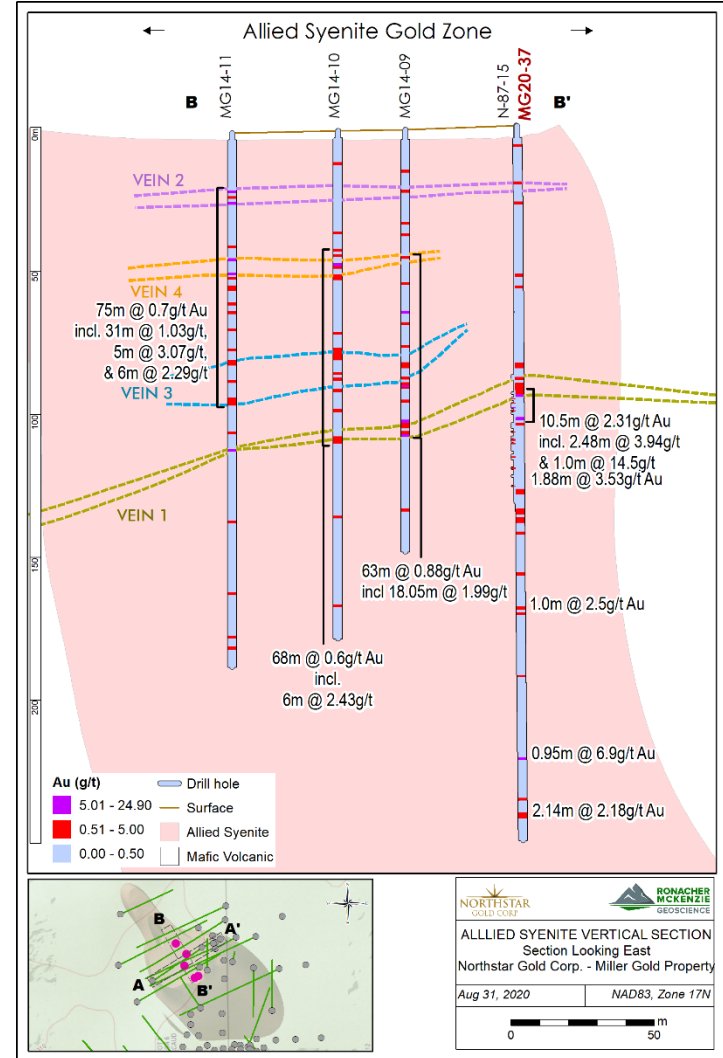 Allied Syenite Gold Zone
B
MG14-11
MG14-10
MG14-09
N-87-15
MG20-37
B'
0m
50
100
150
200
VEIN 2
VEIN 4
75m @ 0.7g/t Au
incl. 31m @ 1.03g/t,
5m @ 3.07g/t,
& 6m @ 2.29g/t
VEIN 3
VEIN 1
10.5m @ 2.31g/t Au
incl. 2.48m @ 3.94g/t
& 1.0m @ 14.5g/t
1.88m @ 3.53g/t Au
63m @ 0.88g/t Au
incl 18.05m @ 1.99g/t
1.0m @ 2.5g/t Au
68m @ 0.6g/t Au
incl.
6m @ 2.43g/t
0.95m @ 6.9g/t Au
2.14m @ 2.18g/t Au
Au (g/t)
5.01 - 24.90
0.51 - 5.00
0.00 - 0.50
Drill hole
Surface
Allied Syenite
Mafic Volcanic
B
A'
A
B'
NORTHSTAR
GOLD CORP
RONACHER
MCKENZIE
GEOSCIENCE
ALLLIED SYENITE VERTICAL SECTION
Section Looking East
Northstar Gold Corp. - Miller Gold Property
Aug 31, 2020
NAD83, Zone 17N
m
0
50